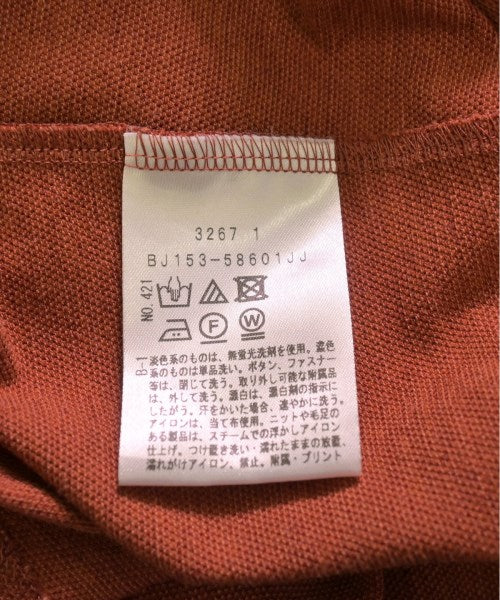 3267 1
BJ153-58601JJ
NO.421
F
W
B-1
淡色系のものは、無蛍光洗剤を使用。濃色
系のものは単品洗い。ボタン、ファスナー
等は、閉じて洗う。取り外し可能な附属品
は、外して洗う。漂白は、漂白剤の指示に
したがう。汗をかいた場合、速やかに洗う。
アイロンは、当て布使用。ニットや毛足の
ある製品は、スチームでの浮かしアイロン
仕上げ。つけ置き洗い・濡れたままの放置、
濡れがけアイロン、禁止。附属・プリント